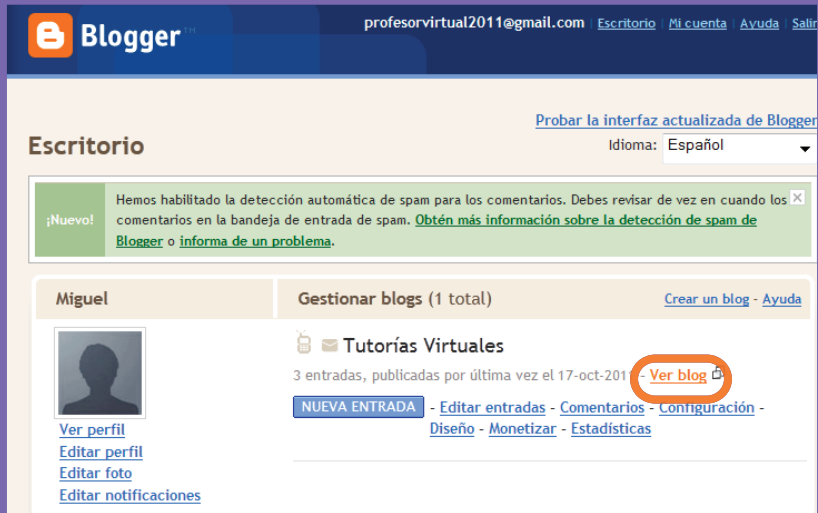 Blogger™
profesorvirtual2011@gmail.com | Escritorio | Mi cuenta | Ayuda | Salir
Probar la interfaz actualizada de Blogger
Escritorio
Idioma: Español
¡Nuevo!
Hemos habilitado la detección automática de spam para los comentarios. Debes revisar de vez en cuando los
comentarios en la bandeja de entrada de spam. Obtén más información sobre la detección de spam de
Blogger o informa de un problema.
Miguel
Gestionar blogs (1 total)
Crear un blog - Ayuda
Tutorías Virtuales
3 entradas, publicadas por última vez el 17-oct-2011 - Ver blog
NUEVA ENTRADA - Editar entradas - Comentarios - Configuración -
Diseño - Monetizar - Estadísticas
Ver perfil
Editar perfil
Editar foto
Editar notificaciones